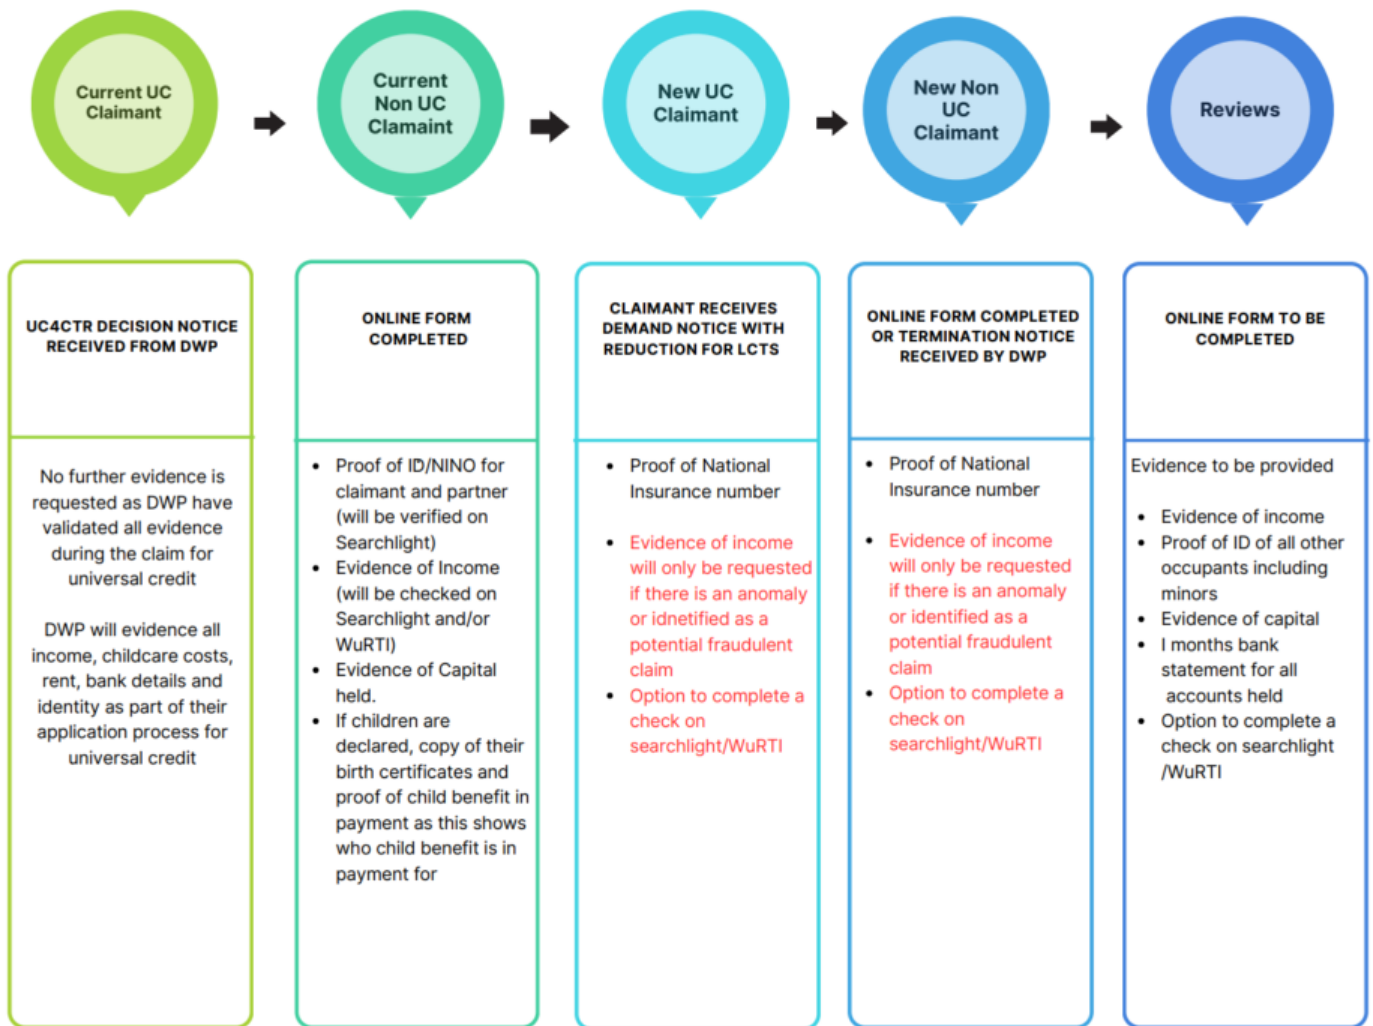 Current UC
Claimant
Current
Non UC
Clamaint
New UC
Claimant
New Non
UC
Claimant
Reviews
UC4CTR DECISION NOTICE
RECEIVED FROM DWP
No further evidence is
requested as DWP have
validated all evidence
during the claim for
universal credit
DWP will evidence all
income, childcare costs,
rent, bank details and
identity as part of their
application process for
universal credit
ONLINE FORM
COMPLETED
• Proof of ID/NINO for
claimant and partner
(will be verified on
Searchlight)
• Evidence of Income
(will be checked on
Searchlight and/or
WuRTI)
• Evidence of Capital
held.
• If children are
declared, copy of their
birth certificates and
proof of child benefit in
payment as this shows
who child benefit is in
payment for
CLAIMANT RECEIVES
DEMAND NOTICE WITH
REDUCTION FOR LCTS
• Proof of National
Insurance number
• Evidence of income
will only be requested
if there is an anomaly
or idnetified as a
potential fraudulent
claim
• Option to complete a
check on
searchlight/WuRTI
ONLINE FORM COMPLETED
OR TERMINATION NOTICE
RECEIVED BY DWP
• Proof of National
Insurance number
• Evidence of income
will only be requested
if there is an anomaly
or identified as a
potential fraudulent
claim
• Option to complete a
check on
searchlight/WuRTI
ONLINE FORM TO BE
COMPLETED
Evidence to be provided
• Evidence of income
• Proof of ID of all other
occupants including
minors
• Evidence of capital
• I months bank
statement for all
accounts held
• Option to complete a
check on searchlight
/WuRTI